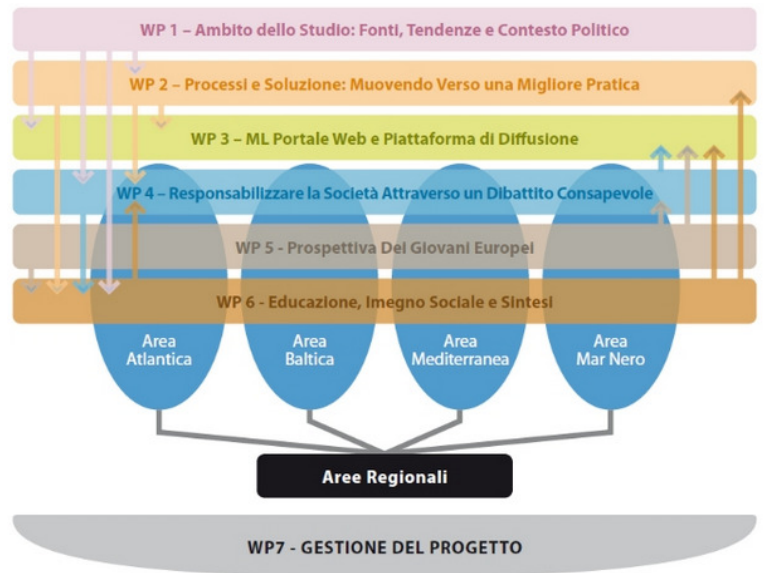 WP 1 – Ambito dello Studio: Fonti, Tendenze e Contesto Politico
WP 2 – Processi e Soluzione: Muovendo Verso una Migliore Pratica
WP 3 – ML Portale Web e Piattaforma di Diffusione
WP 4 – Responsabilizzare la Società Attraverso un Dibattito Consapevole
WP 5 - Prospettiva Dei Giovani Europei
WP 6 - Educazione, Imegno Sociale e Sintesi
Area
Atlantica
Area
Baltica
Area
Mediterranea
Area
Mar Nero
Aree Regionali
WP7 - GESTIONE DEL PROGETTO